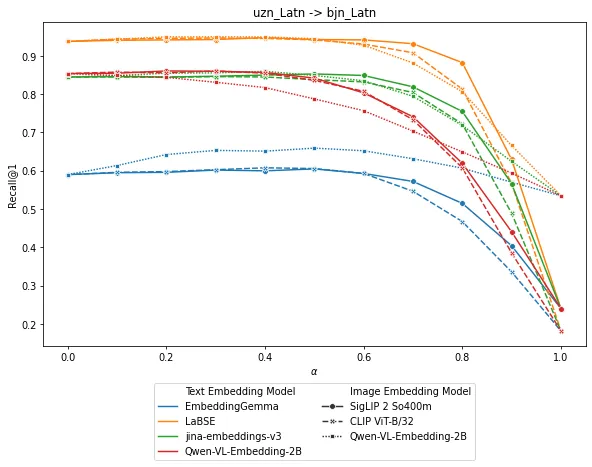 uzn_Latn -> bjn_Latn
Recall@1
0.9
0.8
0.7
0.6
0.5
0.4
0.3
0.2
0.0 0.2 0.4 0.6 0.8 1.0
α
Text Embedding Model Image Embedding Model
EmbeddingGemma SigLIP 2 So400m
LaBSE CLIP ViT-B/32
jina-embeddings-v3 Qwen-VL-Embedding-2B
Qwen-VL-Embedding-2B